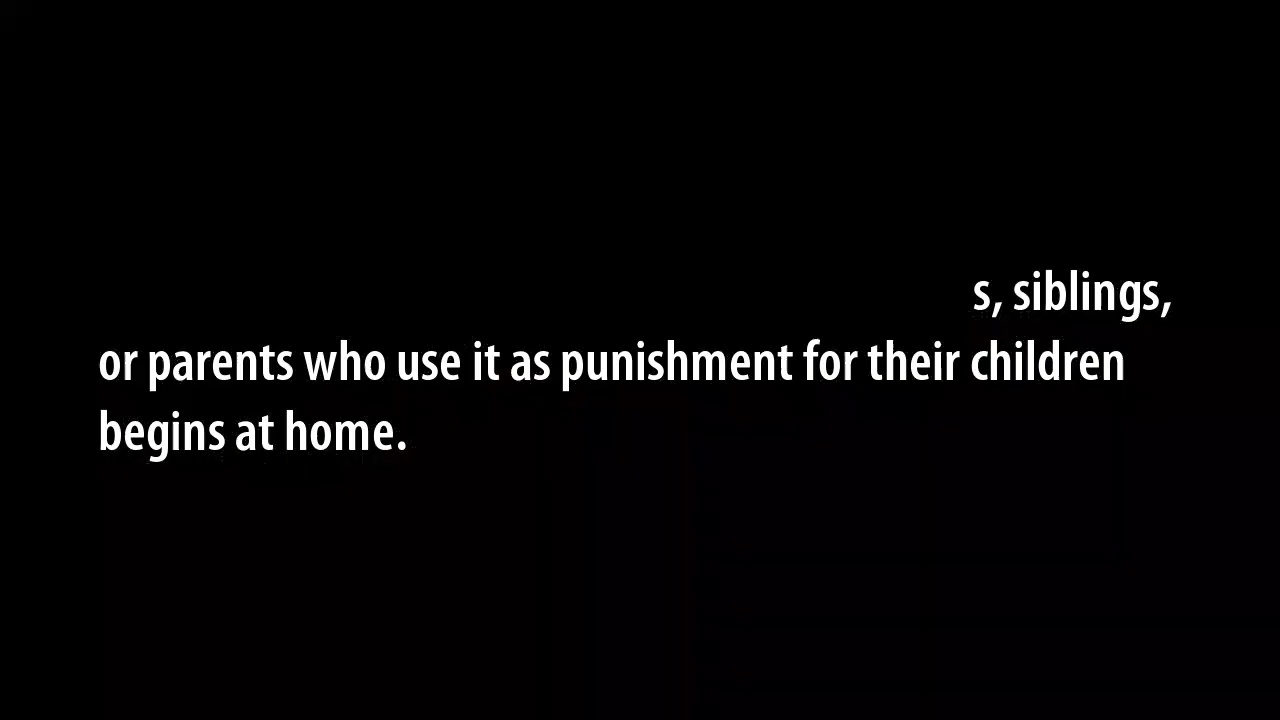 s, siblings,
or parents who use it as punishment for their children
begins at home.